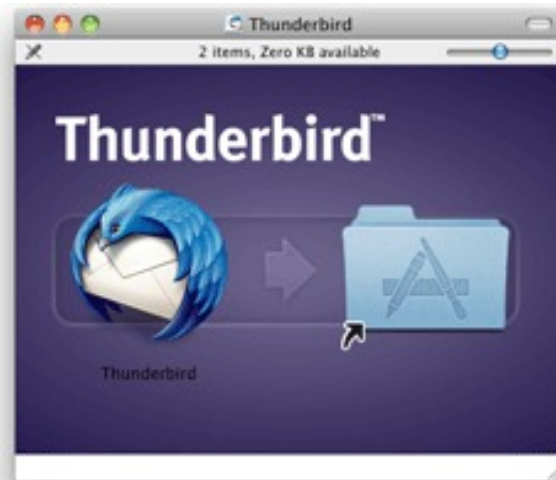 Thunderbird
2 items, Zero KB available
Thunderbird™
Thunderbird